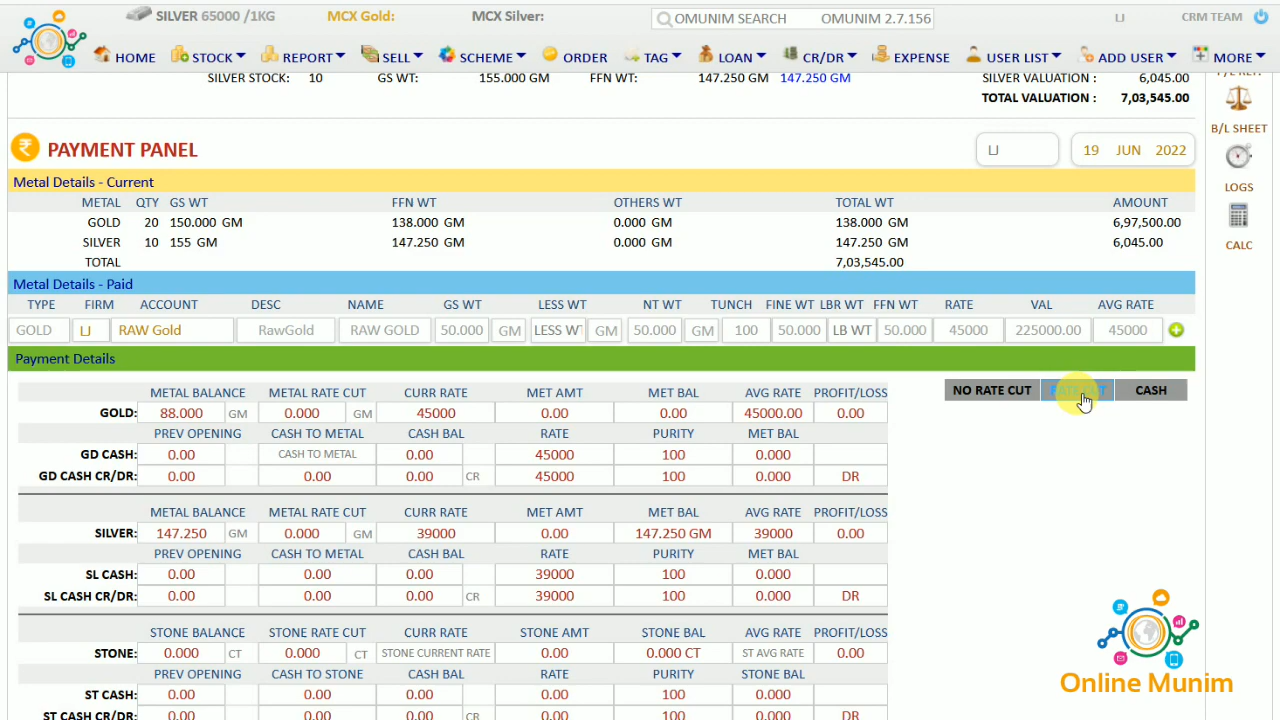 SILVER 65000 /1KG MCX Gold: MCX Silver: OMUNIM SEARCH OMUNIM 2.7.156 LJ CRM TEAM
HOME STOCK REPORT SELL SCHEME ORDER TAG LOAN CR/DR EXPENSE USER LIST ADD USER MORE
SILVER STOCK: 10 GS WT: 155.000 GM FFN WT: 147.250 GM 147.250 GM SILVER VALUATION : 6,045.00
TOTAL VALUATION : 7,03,545.00
B/L SHEET
LOGS
CALC
PAYMENT PANEL LJ 19 JUN 2022
Metal Details - Current
METAL QTY GS WT FFN WT OTHERS WT TOTAL WT AMOUNT
GOLD 20 150.000 GM 138.000 GM 0.000 GM 138.000 GM 6,97,500.00
SILVER 10 155 GM 147.250 GM 0.000 GM 147.250 GM 6,045.00
TOTAL 7,03,545.00
Metal Details - Paid
TYPE FIRM ACCOUNT DESC NAME GS WT LESS WT NT WT TUNCH FINE WT LBR WT FFN WT RATE VAL AVG RATE
GOLD LJ RAW Gold RawGold RAW GOLD 50.000 GM LESS WT GM 50.000 GM 100 50.000 LB WT 50.000 45000 225000.00 45000
Payment Details
NO RATE CUT CASH
METAL BALANCE METAL RATE CUT CURR RATE MET AMT MET BAL AVG RATE PROFIT/LOSS
GOLD: 88.000 GM 0.000 GM 45000 0.00 0.00 45000.00 0.00
PREV OPENING CASH TO METAL CASH BAL RATE PURITY MET BAL
GD CASH: 0.00 CASH TO METAL 0.00 45000 100 0.000
GD CASH CR/DR: 0.00 0.00 0.00 CR 45000 100 0.000 DR
METAL BALANCE METAL RATE CUT CURR RATE MET AMT MET BAL AVG RATE PROFIT/LOSS
SILVER: 147.250 GM 0.000 GM 39000 0.00 147.250 GM 39000 0.00
PREV OPENING CASH TO METAL CASH BAL RATE PURITY MET BAL
SL CASH: 0.00 0.00 0.00 39000 100 0.000
SL CASH CR/DR: 0.00 0.00 0.00 CR 39000 100 0.000 DR
STONE BALANCE STONE RATE CUT CURR RATE STONE AMT STONE BAL AVG RATE PROFIT/LOSS
STONE: 0.000 CT 0.000 CT STONE CURRENT RATE 0.00 0.000 CT ST AVG RATE 0.00
PREV OPENING CASH TO STONE CASH BAL RATE PURITY STONE BAL
ST CASH: 0.00 0.00 0.00 100 0.000
ST CASH CR/DR: 0.00 0.00 0.00 CR 100 0.000 DR
Online Munim